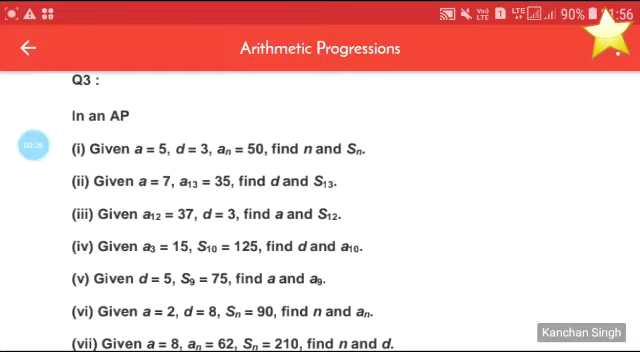 LTE 90% 1:56
Arithmetic Progressions
Q3 :
In an AP
02:26
(i) Given a = 5, d = 3, aₙ = 50, find n and Sₙ.
(ii) Given a = 7, a₁₃ = 35, find d and S₁₃.
(iii) Given a₁₂ = 37, d = 3, find a and S₁₂.
(iv) Given a₃ = 15, S₁₀ = 125, find d and a₁₀.
(v) Given d = 5, S₉ = 75, find a and a₉.
(vi) Given a = 2, d = 8, Sₙ = 90, find n and aₙ.
Kanchan Singh
(vii) Given a = 8, aₙ = 62, Sₙ = 210, find n and d.